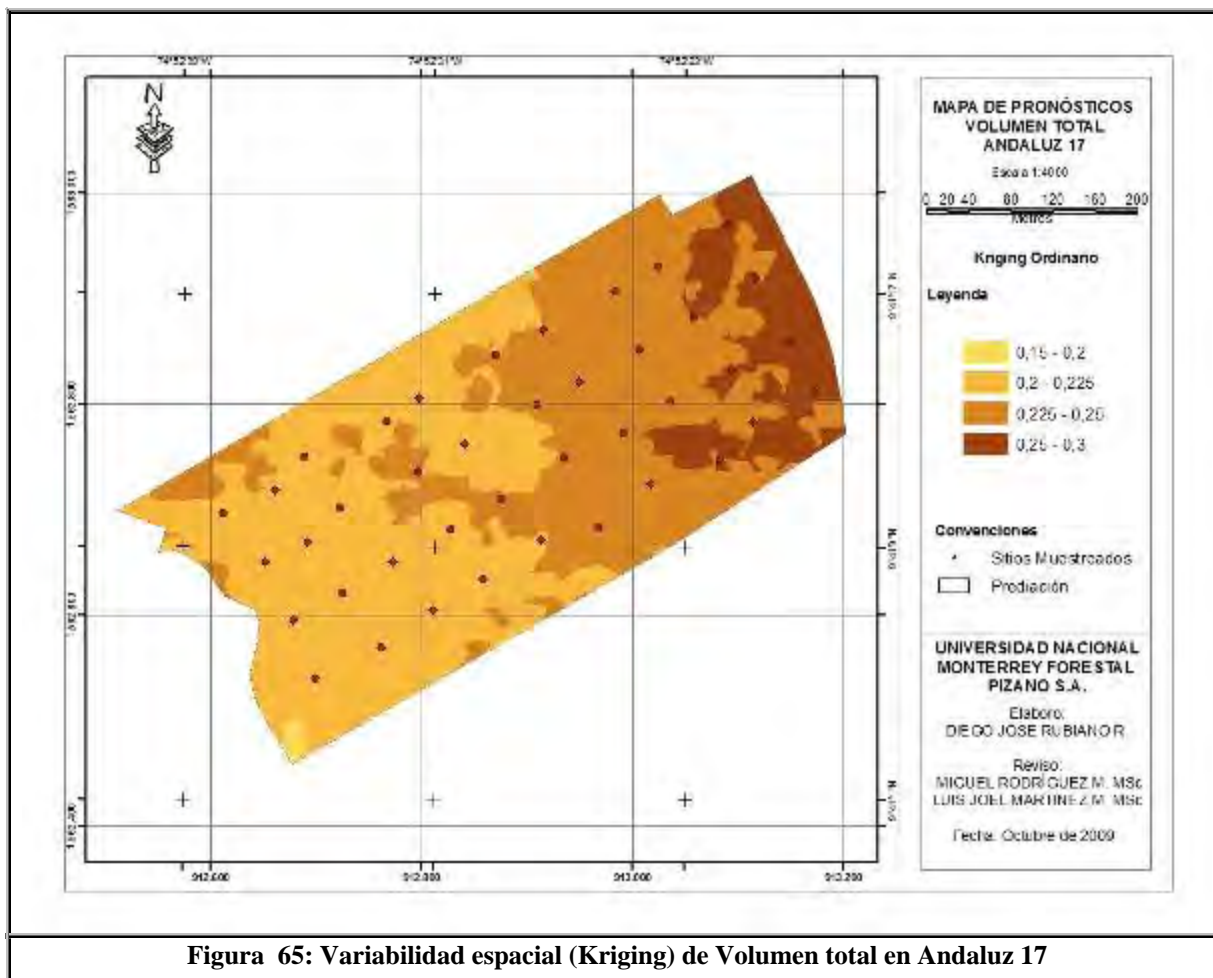 N
MAPA DE PRONÓSTICOS
VOLUMEN TOTAL
ANDALUZ 17
Escala 1:4000
0 20 40 80 120 160 200
Metros
Kriging Ordinario
Leyenda
0,15 - 0,2
0,2 - 0,225
0,225 - 0,25
0,25 - 0,3
Convenciones
Sitios Muestreados
UNIVERSIDAD NACIONAL
MONTERREY FORESTAL
PIZANO S.A.
Elaboro:
DIEGO JOSE RUBIANO R.
Reviso:
MIGUEL RODRÍGUEZ M. MSc
LUIS JOEL MARTINEZ M. MSc
Fecha: Octubre de 2009
Figura 65: Variabilidad espacial (Kriging) de Volumen total en Andaluz 17